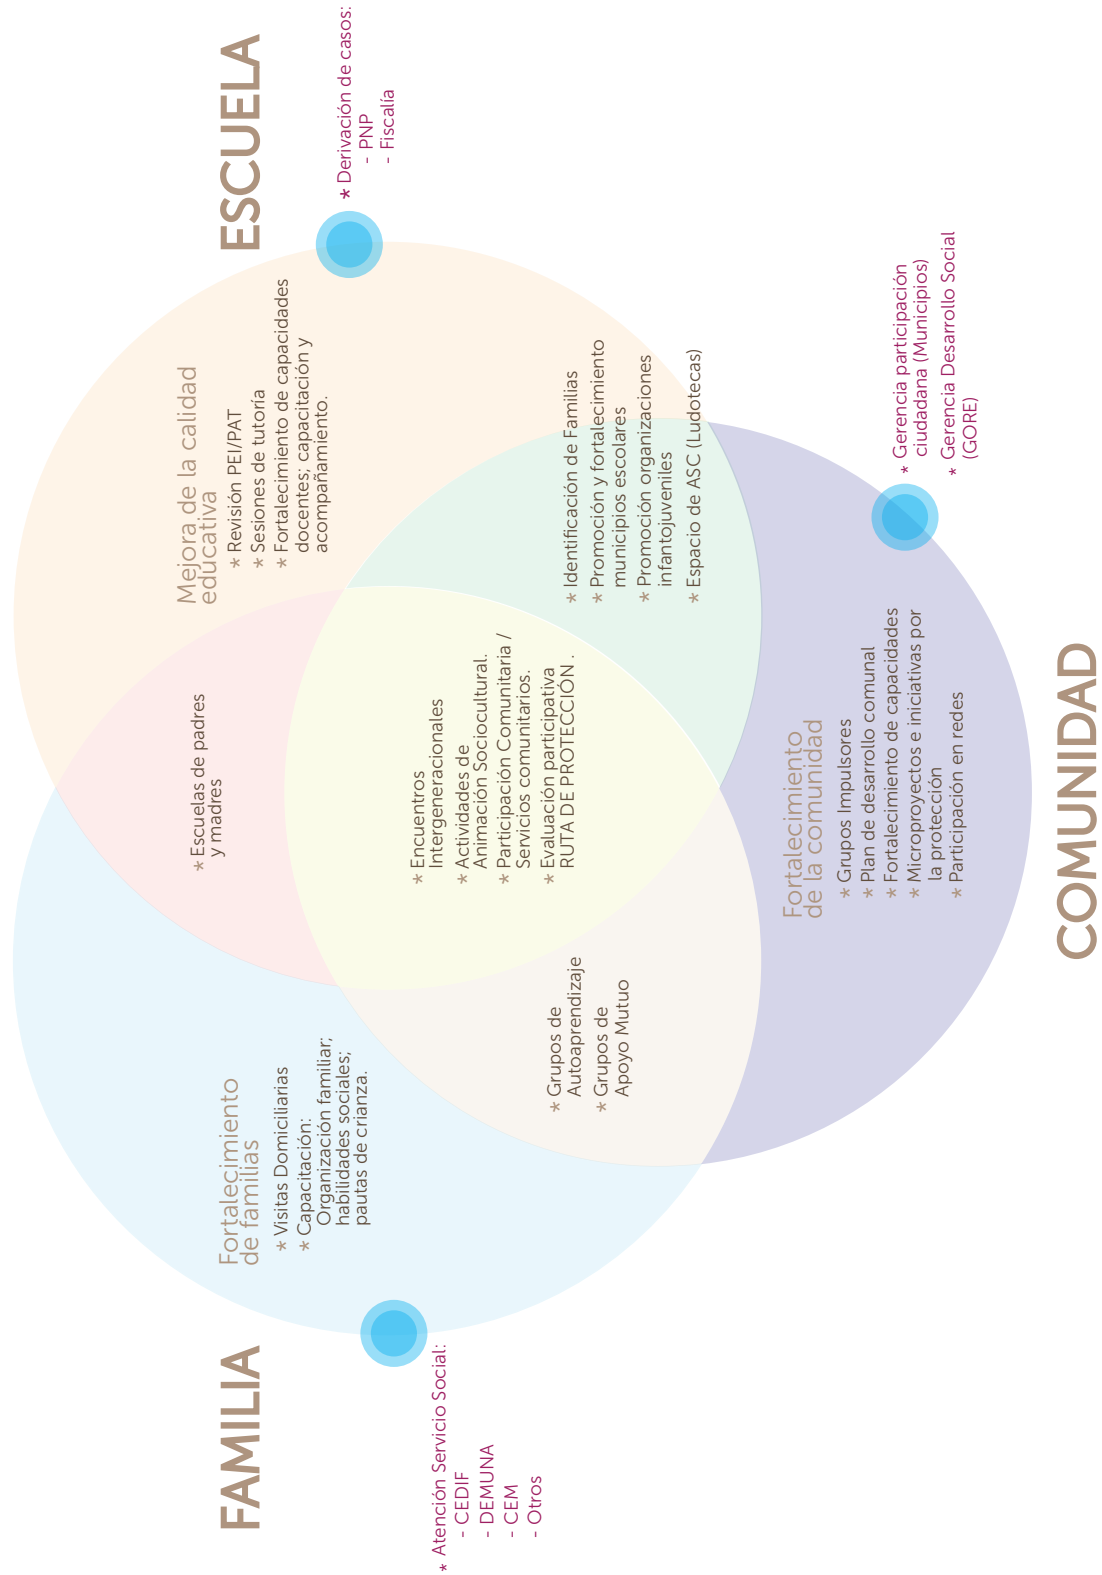 FAMILIA
ESCUELA
Fortalecimiento
de familias
* Visitas Domiciliarias
* Capacitación:
Organización familiar;
habilidades sociales;
pautas de crianza.
* Atención Servicio Social:
- CEDIF
- DEMUNA
- CEM
- Otros
* Escuelas de padres
y madres
Mejora de la calidad
educativa
* Revisión PEI/PAT
* Sesiones de tutoría
* Fortalecimiento de capacidades
docentes; capacitación y
acompañamiento.
* Derivación de casos:
- PNP
- Fiscalía
* Encuentros
Intergeneracionales
* Actividades de
Animación Sociocultural.
* Participación Comunitaria /
Servicios comunitarios.
* Evaluación participativa
RUTA DE PROTECCIÓN .
* Grupos de
Autoaprendizaje
* Grupos de
Apoyo Mutuo
* Identificación de Familias
* Promoción y fortalecimiento
municipios escolares
* Promoción organizaciones
infantojuveniles
* Espacio de ASC (Ludotecas)
Fortalecimiento
de la comunidad
* Grupos Impulsores
* Plan de desarrollo comunal
* Fortalecimiento de capacidades
* Microproyectos e iniciativas por
la protección
* Participación en redes
* Gerencia participación
ciudadana (Municipios)
* Gerencia Desarrollo Social
(GORE)
COMUNIDAD